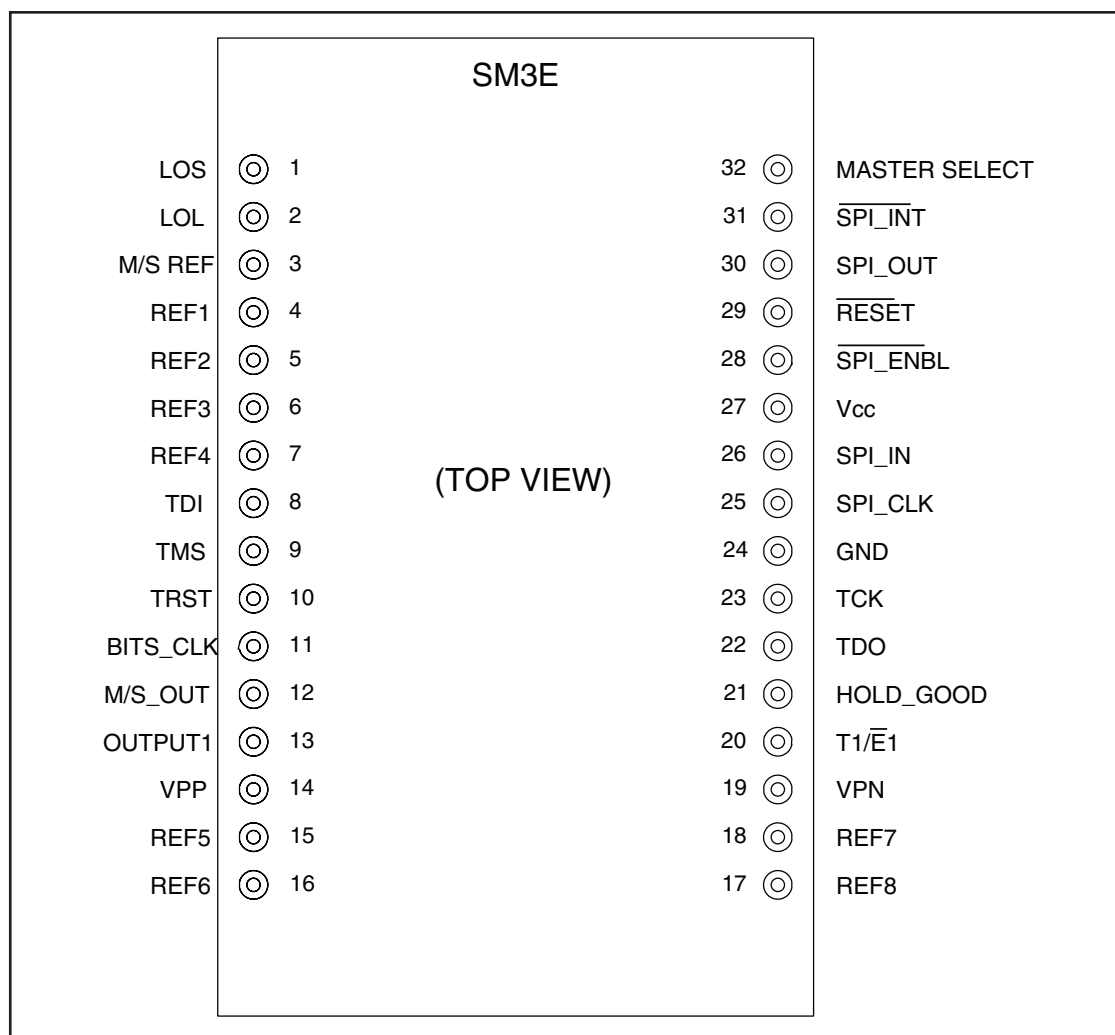 SM3E
LOS 1 32 MASTER SELECT
LOL 2 31 SPI_INT
M/S REF 3 30 SPI_OUT
REF1 4 29 RESET
REF2 5 28 SPI_ENBL
REF3 6 27 Vcc
REF4 7 26 SPI_IN
(TOP VIEW)
TDI 8 25 SPI_CLK
TMS 9 24 GND
TRST 10 23 TCK
BITS_CLK 11 22 TDO
M/S_OUT 12 21 HOLD_GOOD
OUTPUT1 13 20 T1/E̅1
VPP 14 19 VPN
REF5 15 18 REF7
REF6 16 17 REF8